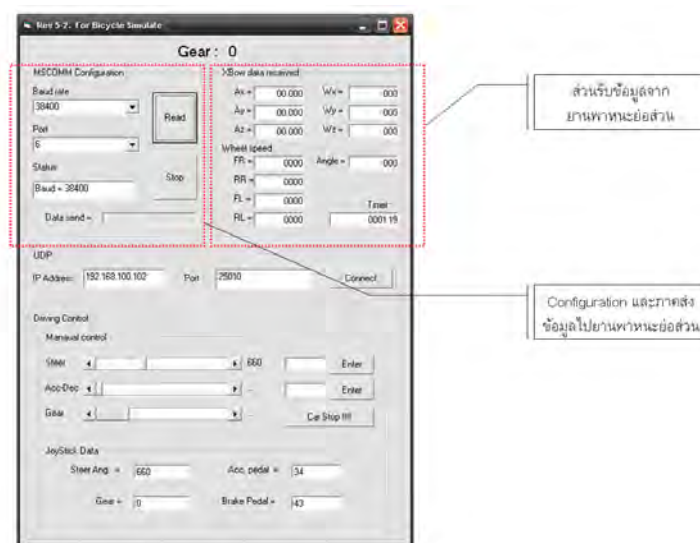 Rev 5-2. For Bicycle Simulate
Gear : 0
MSCOMM Configuration
Baud rate
38400
Port
6
Status
Baud = 38400
Data send =
Read
Stop
XBow data received
Ax = 00.000 Wx = 000
Ay = 00.000 Wy = 000
Az = 00.000 Wz = 000
Wheel speed
FR = 0000 Angle = 000
RR = 0000
FL = 0000 Timer
RL = 0000 0001:19
ส่วนรับข้อมูลจาก
ยานพาหนะย่อส่วน
UDP
IP Address: 192.168.100.102 Port 25010 Connect
Configuration และภาคส่ง
ข้อมูลไปยานพาหนะย่อส่วน
Driving Control
Manaual control
Steer 660 Enter
Acc-Dec -- Enter
Gear -- Car Stop !!!!
JoyStick Data
Steer Ang. = 660 Acc. pedal = 34
Gear = 0 Brake Pedal = 43